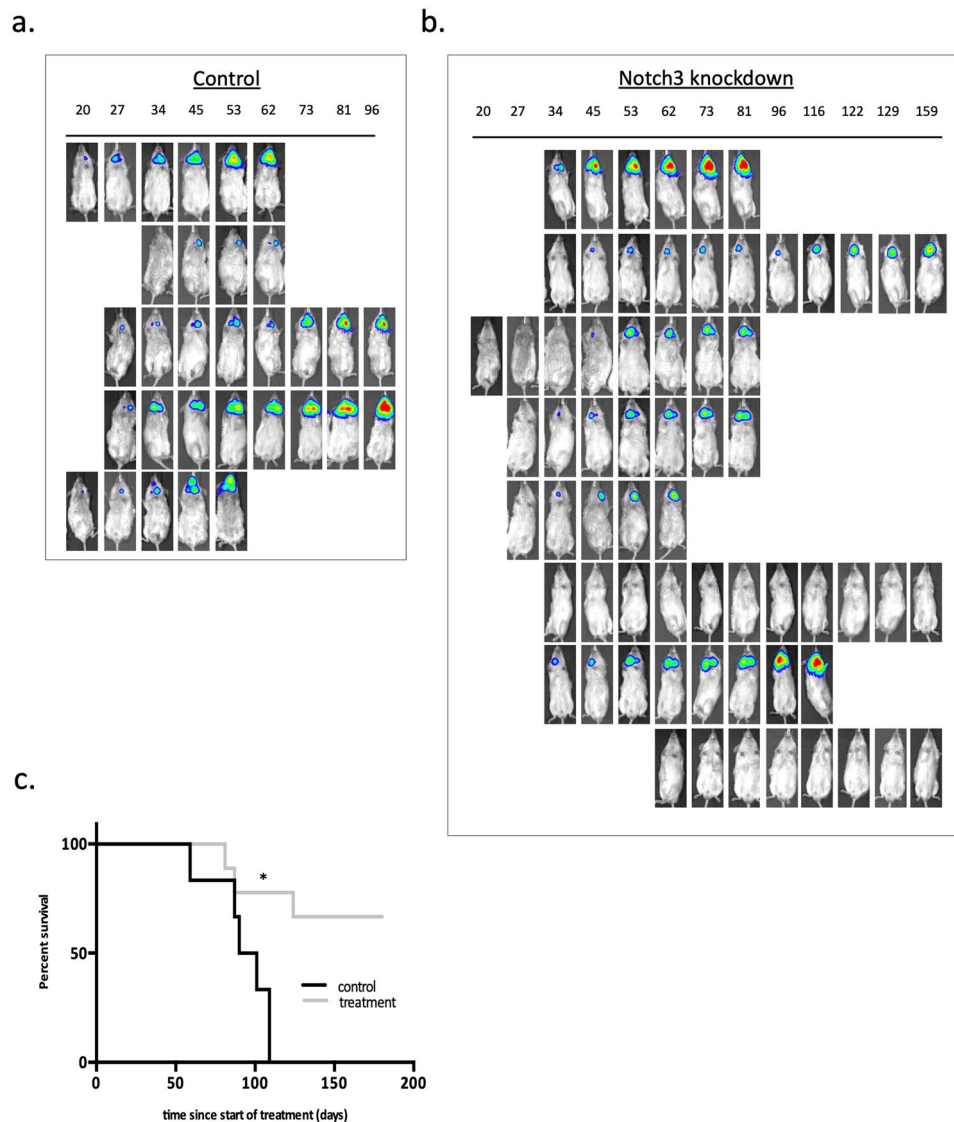 a.
Control
20 27 34 45 53 62 73 81 96
b.
Notch3 knockdown
20 27 34 45 53 62 73 81 96 116 122 129 159
c.
100
50
0
Percent survival
*
control
treatment
0 50 100 150 200
time since start of treatment (days)